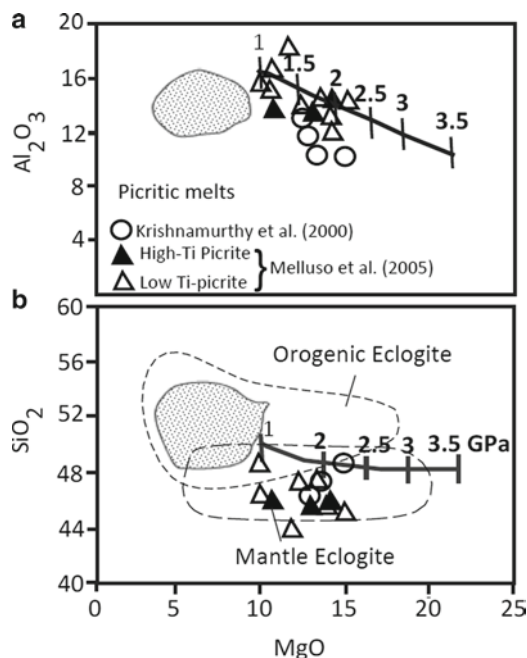 a
20
16
12
8
4
Al2O3
1
1.5
2
2.5
3
3.5
Picritic melts
Krishnamurthy et al. (2000)
High-Ti Picrite
Low Ti-picrite
Melluso et al. (2005)
b
60
56
52
48
44
40
SiO2
Orogenic Eclogite
1
2
2.5
3
3.5 GPa
Mantle Eclogite
0
5
10
15
20
25
MgO